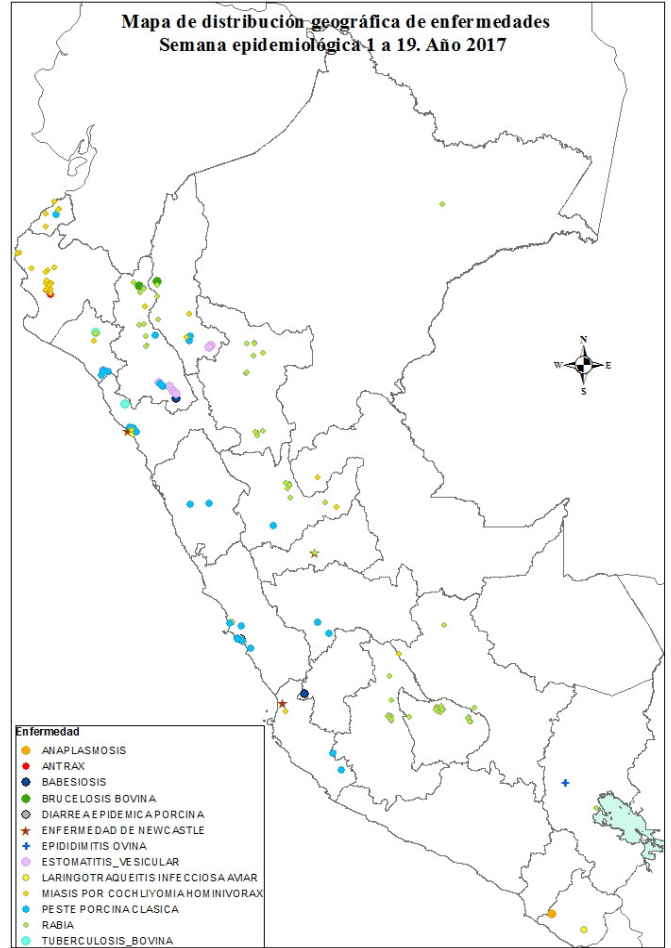 Mapa de distribución geográfica de enfermedades
Semana epidemiológica 1 a 19. Año 2017
N
W E
S
Enfermedad
ANAPLASMOSIS
ANTRAX
BABESIOSIS
BRUCELOSIS BOVINA
DIARREA EPIDEMICA PORCINA
ENFERMEDAD DE NEWCASTLE
EPIDIDIMITIS OVINA
ESTOMATITIS_VESICULAR
LARINGOTRAQUEITIS INFECCIOSA AVIAR
MIASIS POR COCHLIYOMIA HOMINIVORAX
PESTE PORCINA CLASICA
RABIA
TUBERCULOSIS_BOVINA